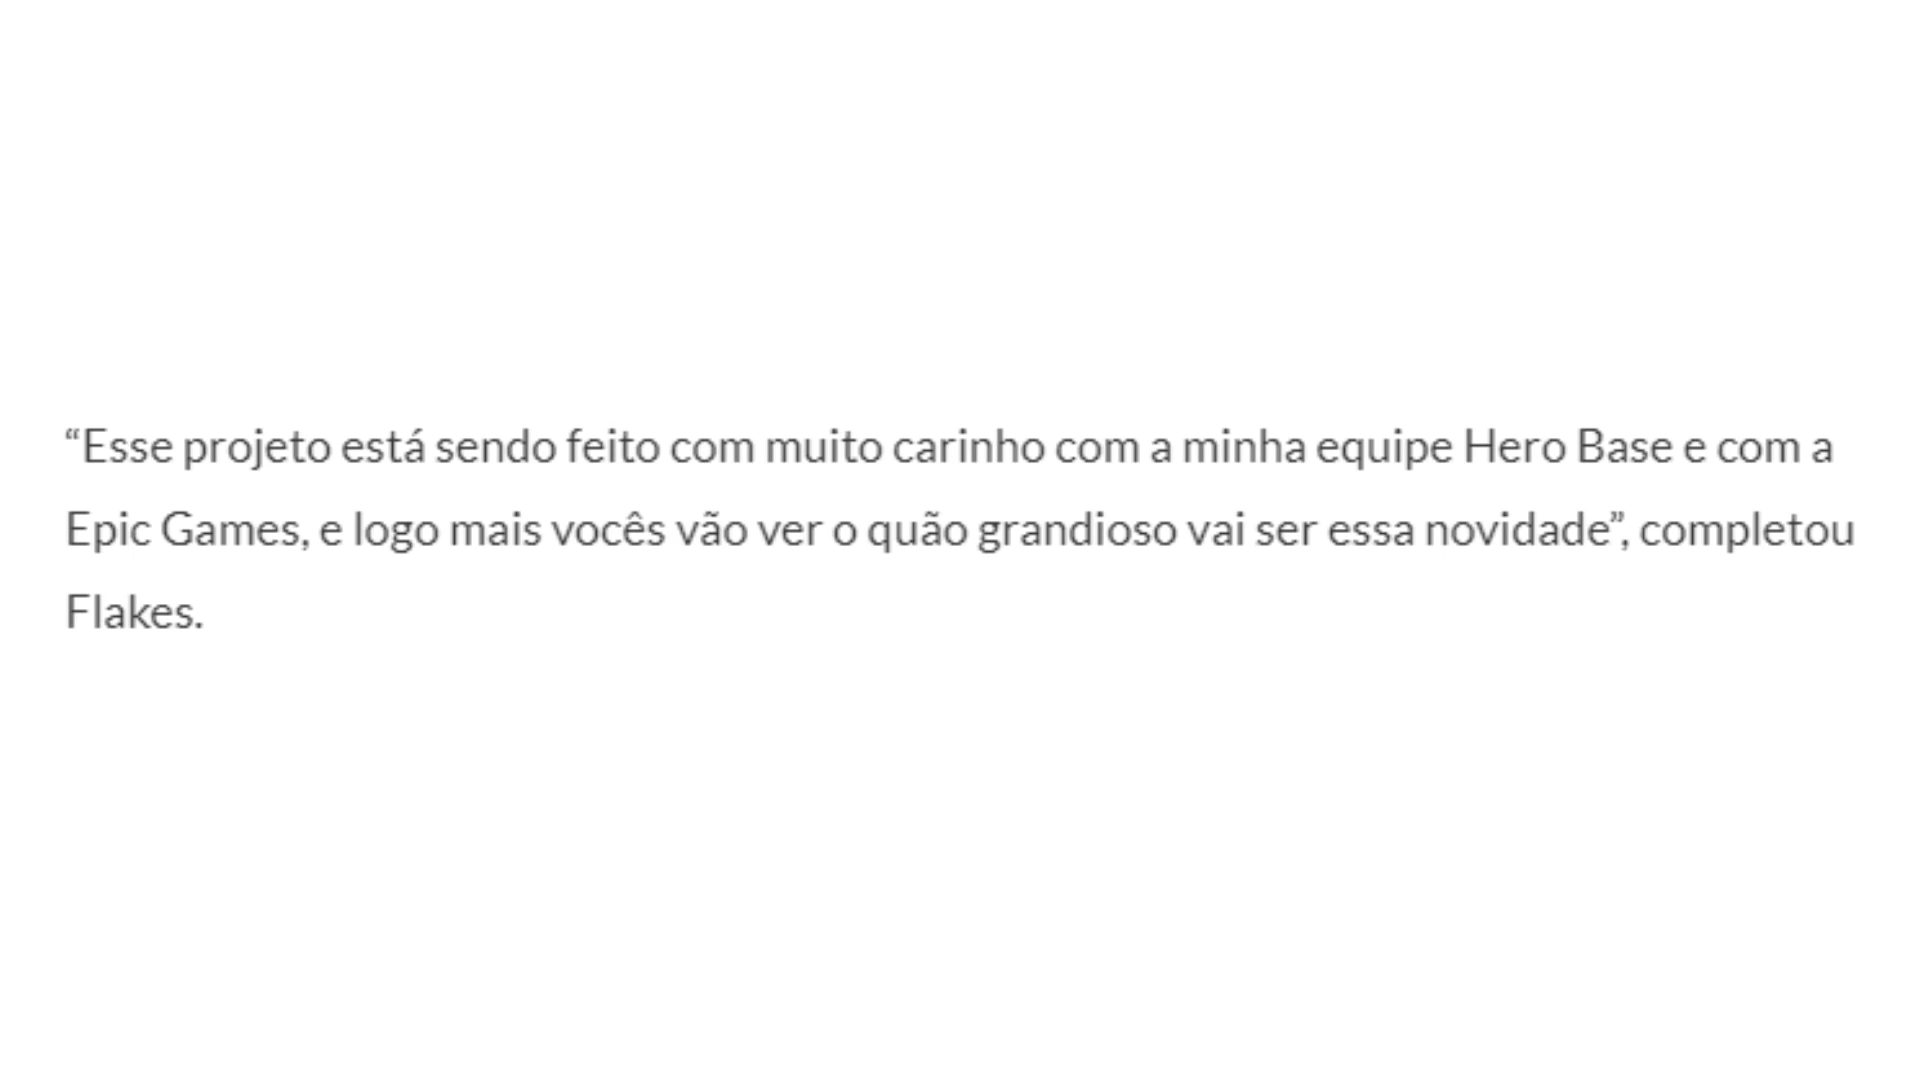 “Esse projeto está sendo feito com muito carinho com a minha equipe Hero Base e com a
Epic Games, e logo mais vocês vão ver o quão grandioso vai ser essa novidade”, completou
Flakes.